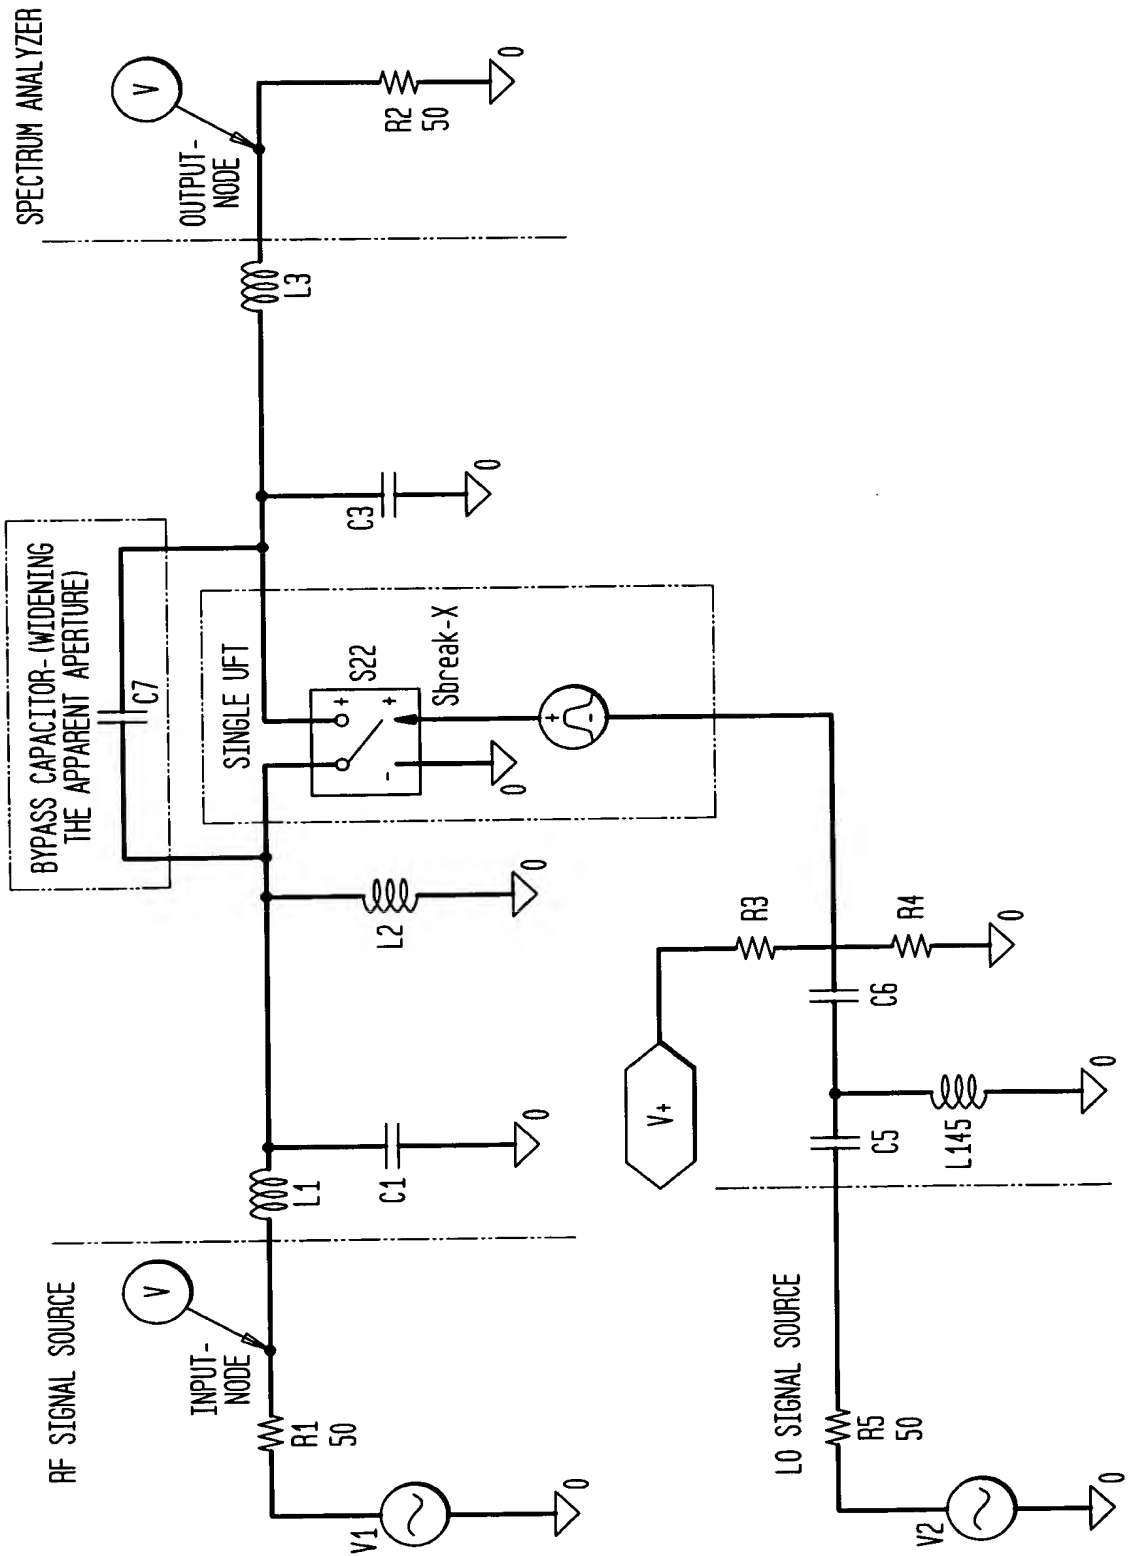 RF SIGNAL SOURCE
SPECTRUM ANALYZER
BYPASS CAPACITOR-(WIDENING
THE APPARENT APERTURE)
C7
V
V
INPUT-
NODE
OUTPUT-
NODE
SINGLE UFT
R1
50
L1
L3
V1
0
C1
0
L2
0
S22
Sbreak-X
+
+
-
0
+
-
C3
0
R2
50
0
LO SIGNAL SOURCE
V+
R3
R4
0
V2
0
R5
50
C5
C6
L145
0